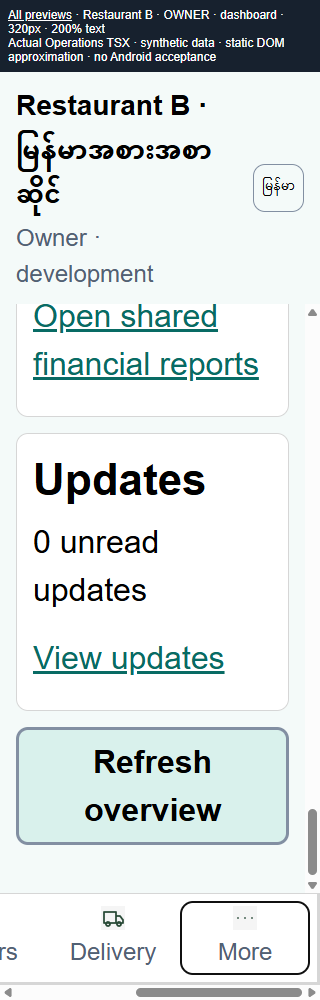 All previews · Restaurant B · OWNER · dashboard ·
320px · 200% text
Actual Operations TSX · synthetic data · static DOM
approximation · no Android acceptance
Restaurant B ·
မြန်မာအစားအစာ
ဆိုင်
မြန်မာ
Owner ·
development
Open shared
financial reports
Updates
0 unread
updates
View updates
Refresh
overview
rs
Delivery
More